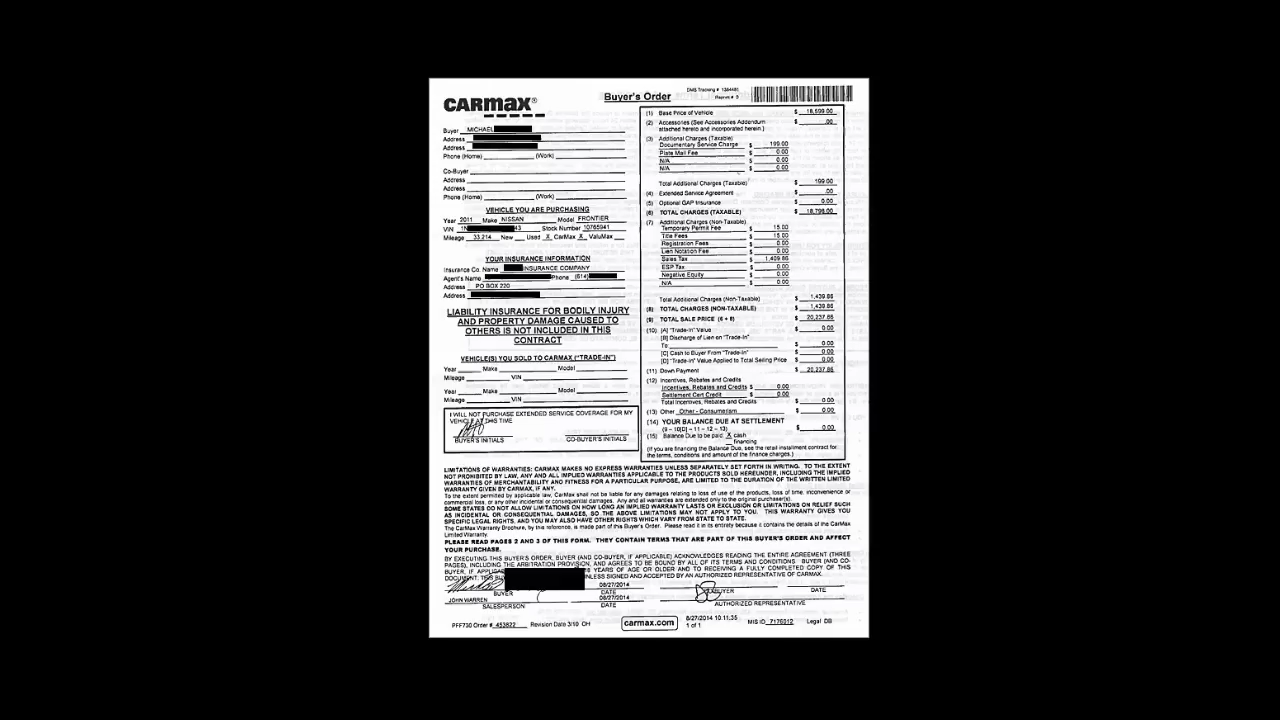 CARMAX®
Buyer's Order
DMS Tracking # 1384485
Reprint # 3
Buyer MICHAEL
Address
Address
Phone (Home) (Work)
Co-Buyer
Address
Address
Phone (Home) (Work)
VEHICLE YOU ARE PURCHASING
Year 2011 Make NISSAN Model FRONTIER
VIN 1N 43 Stock Number 10765941
Mileage 33,214 New Used X CarMax X ValuMax
YOUR INSURANCE INFORMATION
Insurance Co. Name INSURANCE COMPANY
Agent's Name Phone (614)
Address PO BOX 220
Address
LIABILITY INSURANCE FOR BODILY INJURY
AND PROPERTY DAMAGE CAUSED TO
OTHERS IS NOT INCLUDED IN THIS
CONTRACT
VEHICLE(S) YOU SOLD TO CARMAX ("TRADE-IN")
Year Make Model
Mileage VIN
Year Make Model
Mileage VIN
I WILL NOT PURCHASE EXTENDED SERVICE COVERAGE FOR MY
VEHICLE AT THIS TIME
BUYER'S INITIALS CO-BUYER'S INITIALS
(1) Base Price of Vehicle $ 18,599.00
(2) Accessories (See Accessories Addendum $ .00
attached hereto and incorporated herein.)
(3) Additional Charges (Taxable)
Documentary Service Charge $ 199.00
Plate Mail Fee $ 0.00
N/A $ 0.00
N/A $ 0.00
Total Additional Charges (Taxable) $ 199.00
(4) Extended Service Agreement $ .00
(5) Optional GAP Insurance $ 0.00
(6) TOTAL CHARGES (TAXABLE) $ 18,798.00
(7) Additional Charges (Non-Taxable)
Temporary Permit Fee $ 15.00
Title Fees $ 15.00
Registration Fees $ 0.00
Lien Notation Fee $ 0.00
Sales Tax $ 1,409.86
ESP Tax $ 0.00
Negative Equity $ 0.00
N/A $ 0.00
Total Additional Charges (Non-Taxable) $ 1,439.86
(8) TOTAL CHARGES (NON-TAXABLE) $ 1,439.86
(9) TOTAL SALE PRICE (6 + 8) $ 20,237.86
(10) [A] "Trade-In" Value $ 0.00
[B] Discharge of Lien on "Trade-In"
To: $ 0.00
[C] Cash to Buyer From "Trade-In" $ 0.00
[D] "Trade-In" Value Applied to Total Selling Price $ 0.00
(11) Down Payment $ 20,237.86
(12) Incentives, Rebates and Credits
Incentives, Rebates and Credits $ 0.00
Settlement Cert Credit $ 0.00
Total Incentives, Rebates and Credits $ 0.00
(13) Other Other - Consumerism $ 0.00
(14) YOUR BALANCE DUE AT SETTLEMENT
(9 - 10[D] - 11 - 12 - 13) $ 0.00
(15) Balance Due to be paid X cash
financing
(If you are financing the Balance Due, see the retail installment contract for
the terms, conditions and amount of the finance charges.)
LIMITATIONS OF WARRANTIES: CARMAX MAKES NO EXPRESS WARRANTIES UNLESS SEPARATELY SET FORTH IN WRITING. TO THE EXTENT
NOT PROHIBITED BY LAW, ANY AND ALL IMPLIED WARRANTIES APPLICABLE TO THE PRODUCTS SOLD HEREUNDER, INCLUDING THE IMPLIED
WARRANTIES OF MERCHANTABILITY AND FITNESS FOR A PARTICULAR PURPOSE, ARE LIMITED TO THE DURATION OF THE WRITTEN LIMITED
WARRANTY GIVEN BY CARMAX, IF ANY.
To the extent permitted by applicable law, CarMax shall not be liable for any damages relating to loss of use of the products, loss of time, inconvenience or
commercial loss, or any other incidental or consequential damages. Any and all warranties are extended only to the original purchaser(s).
SOME STATES DO NOT ALLOW LIMITATIONS ON HOW LONG AN IMPLIED WARRANTY LASTS OR EXCLUSION OR LIMITATIONS ON RELIEF SUCH
AS INCIDENTAL OR CONSEQUENTIAL DAMAGES, SO THE ABOVE LIMITATIONS MAY NOT APPLY TO YOU. THIS WARRANTY GIVES YOU
SPECIFIC LEGAL RIGHTS, AND YOU MAY ALSO HAVE OTHER RIGHTS WHICH VARY FROM STATE TO STATE.
The CarMax Warranty Brochure, by this reference, is made part of this Buyer's Order. Please read it in its entirety because it contains the details of the CarMax
Limited Warranty.
PLEASE READ PAGES 2 AND 3 OF THIS FORM. THEY CONTAIN TERMS THAT ARE PART OF THIS BUYER'S ORDER AND AFFECT
YOUR PURCHASE.
BY EXECUTING THIS BUYER'S ORDER, BUYER (AND CO-BUYER, IF APPLICABLE) ACKNOWLEDGES READING THE ENTIRE AGREEMENT (THREE
PAGES), INCLUDING THE ARBITRATION PROVISION, AND AGREES TO BE BOUND BY ALL OF ITS TERMS AND CONDITIONS BUYER (AND CO-
BUYER, IF APPLICA YEARS OF AGE OR OLDER AND TO RECEIVING A FULLY COMPLETED COPY OF THIS
DOCUMENT. THIS BU UNLESS SIGNED AND ACCEPTED BY AN AUTHORIZED REPRESENTATIVE OF CARMAX.
08/27/2014
BUYER DATE CO-BUYER DATE
JOHN WARREN 08/27/2014
SALESPERSON DATE AUTHORIZED REPRESENTATIVE
PFF730 Order # 453822 Revision Date 3/10 OH carmax.com 8/27/2014 10:11:35 MIS ID 7176012 Legal DB
1 of 1